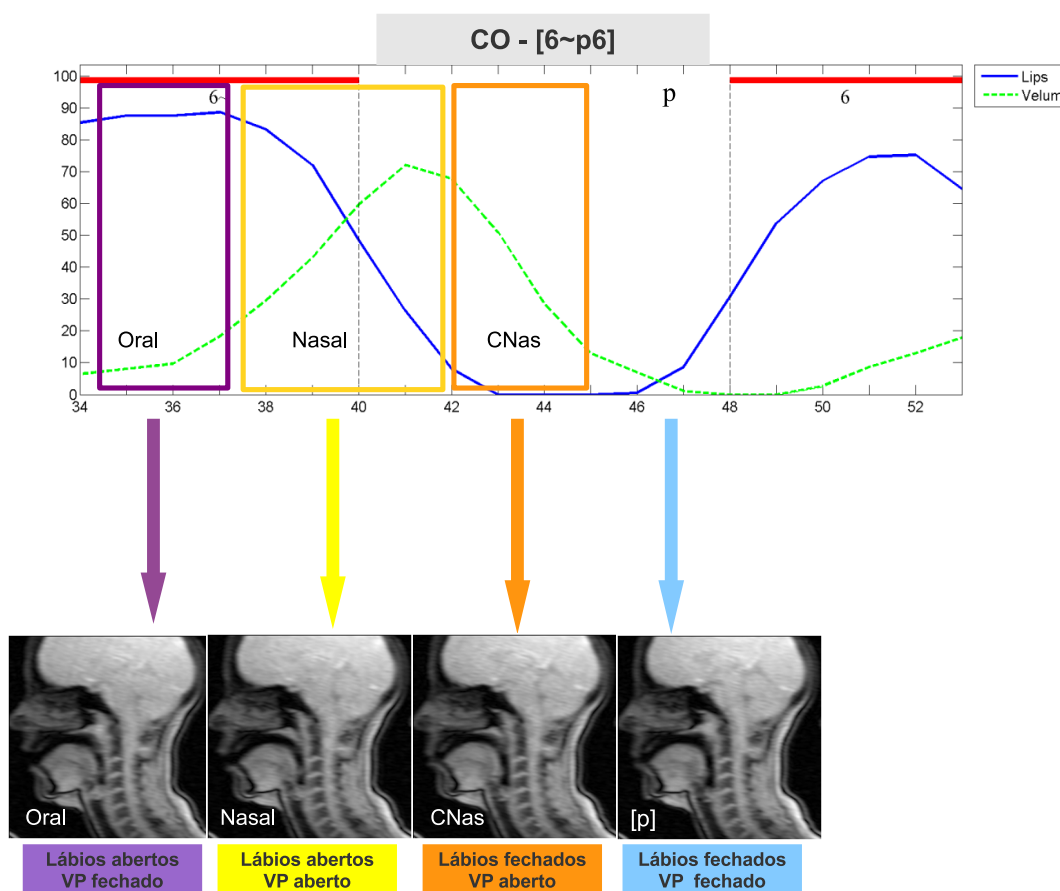 CO - [6~p6]
100
90
80
70
60
50
40
30
20
10
0
6~
p
6
Lips
Velum
Oral
Nasal
CNas
34 36 38 40 42 44 46 48 50 52
Oral
Nasal
CNas
[p]
Lábios abertos
VP fechado
Lábios abertos
VP aberto
Lábios fechados
VP aberto
Lábios fechados
VP fechado